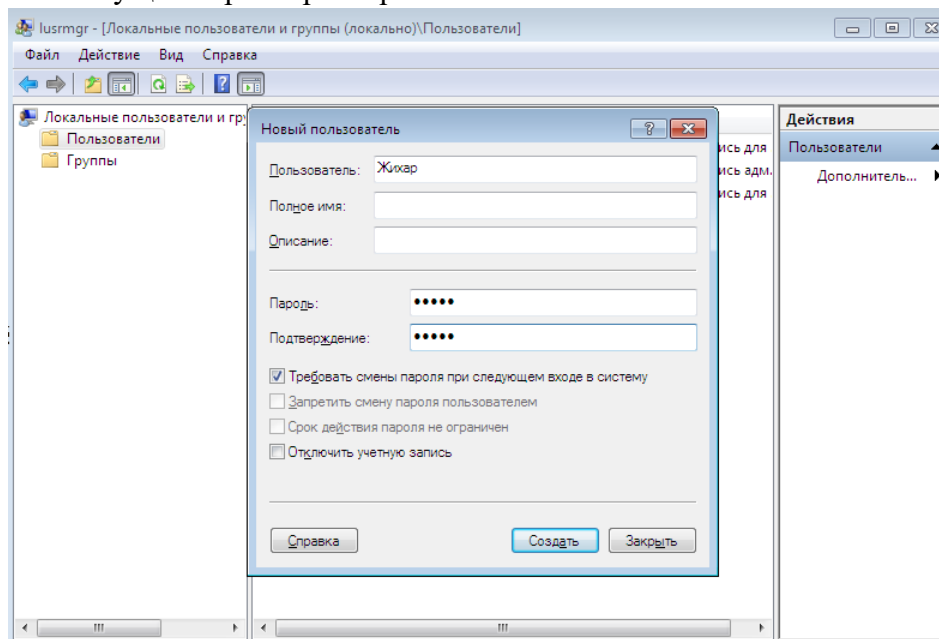 lusrmgr - [Локальные пользователи и группы (локально)\Пользователи]
Файл Действие Вид Справка
Локальные пользователи и гру
Пользователи
Группы
Новый пользователь
Пользователь: Жихар
Полное имя:
Описание:
Пароль: •••••
Подтверждение: •••••
Требовать смены пароля при следующем входе в систему
Запретить смену пароля пользователем
Срок действия пароля не ограничен
Отключить учетную запись
Справка Создать Закрыть
ись для
ись адм.
ись для
Действия
Пользователи
Дополнитель...